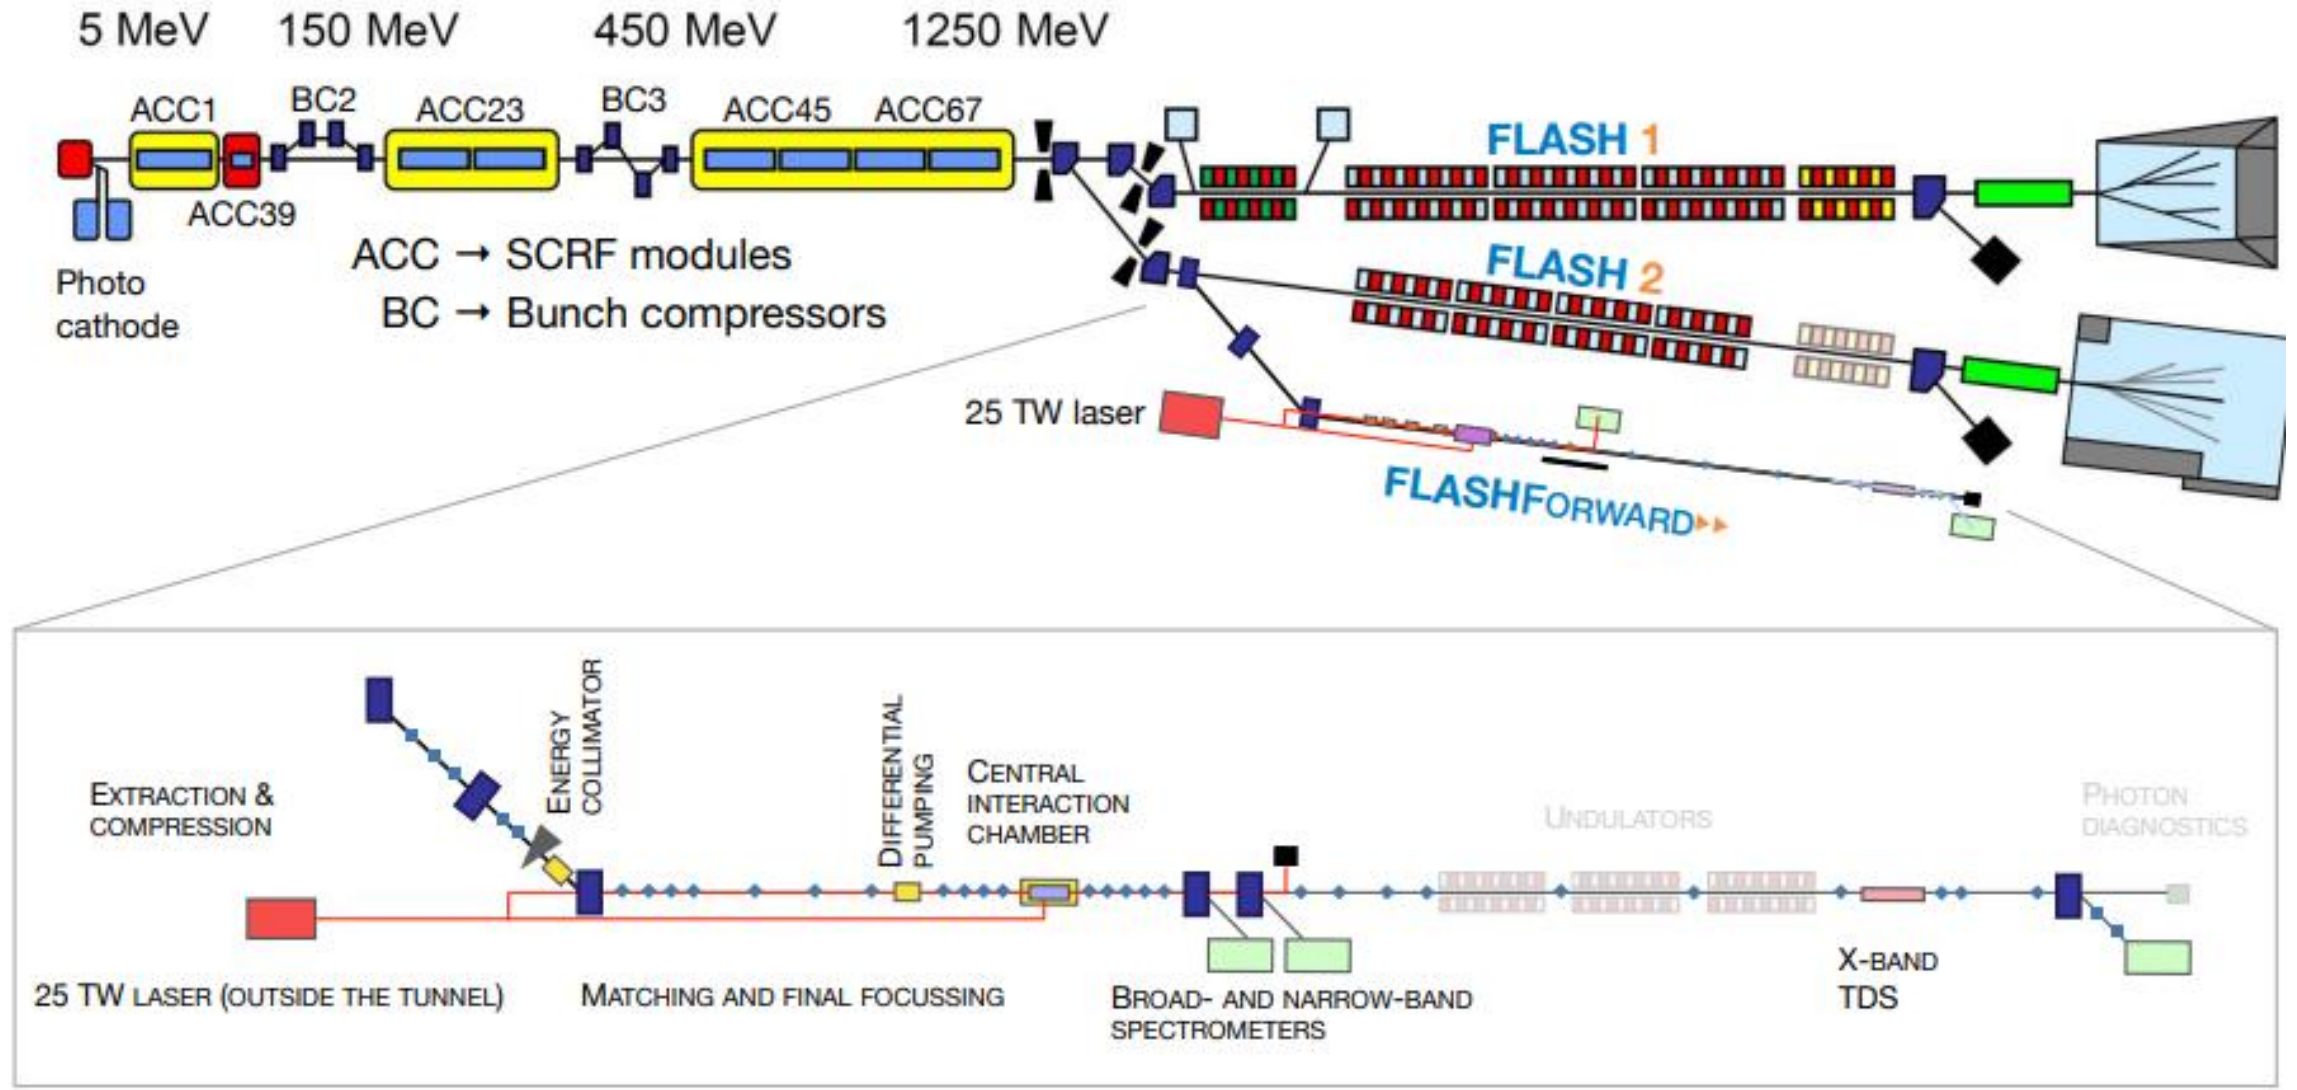 5 MeV 150 MeV 450 MeV 1250 MeV
ACC1 BC2 ACC23 BC3 ACC45 ACC67
ACC39
Photo
cathode
ACC → SCRF modules
BC → Bunch compressors
FLASH 1
FLASH 2
25 TW laser
FLASHFORWARD
EXTRACTION &
COMPRESSION
ENERGY
COLLIMATOR
DIFFERENTIAL
PUMPING
CENTRAL
INTERACTION
CHAMBER
UNDULATORS
PHOTON
DIAGNOSTICS
25 TW LASER (OUTSIDE THE TUNNEL)
MATCHING AND FINAL FOCUSSING
BROAD- AND NARROW-BAND
SPECTROMETERS
X-BAND
TDS